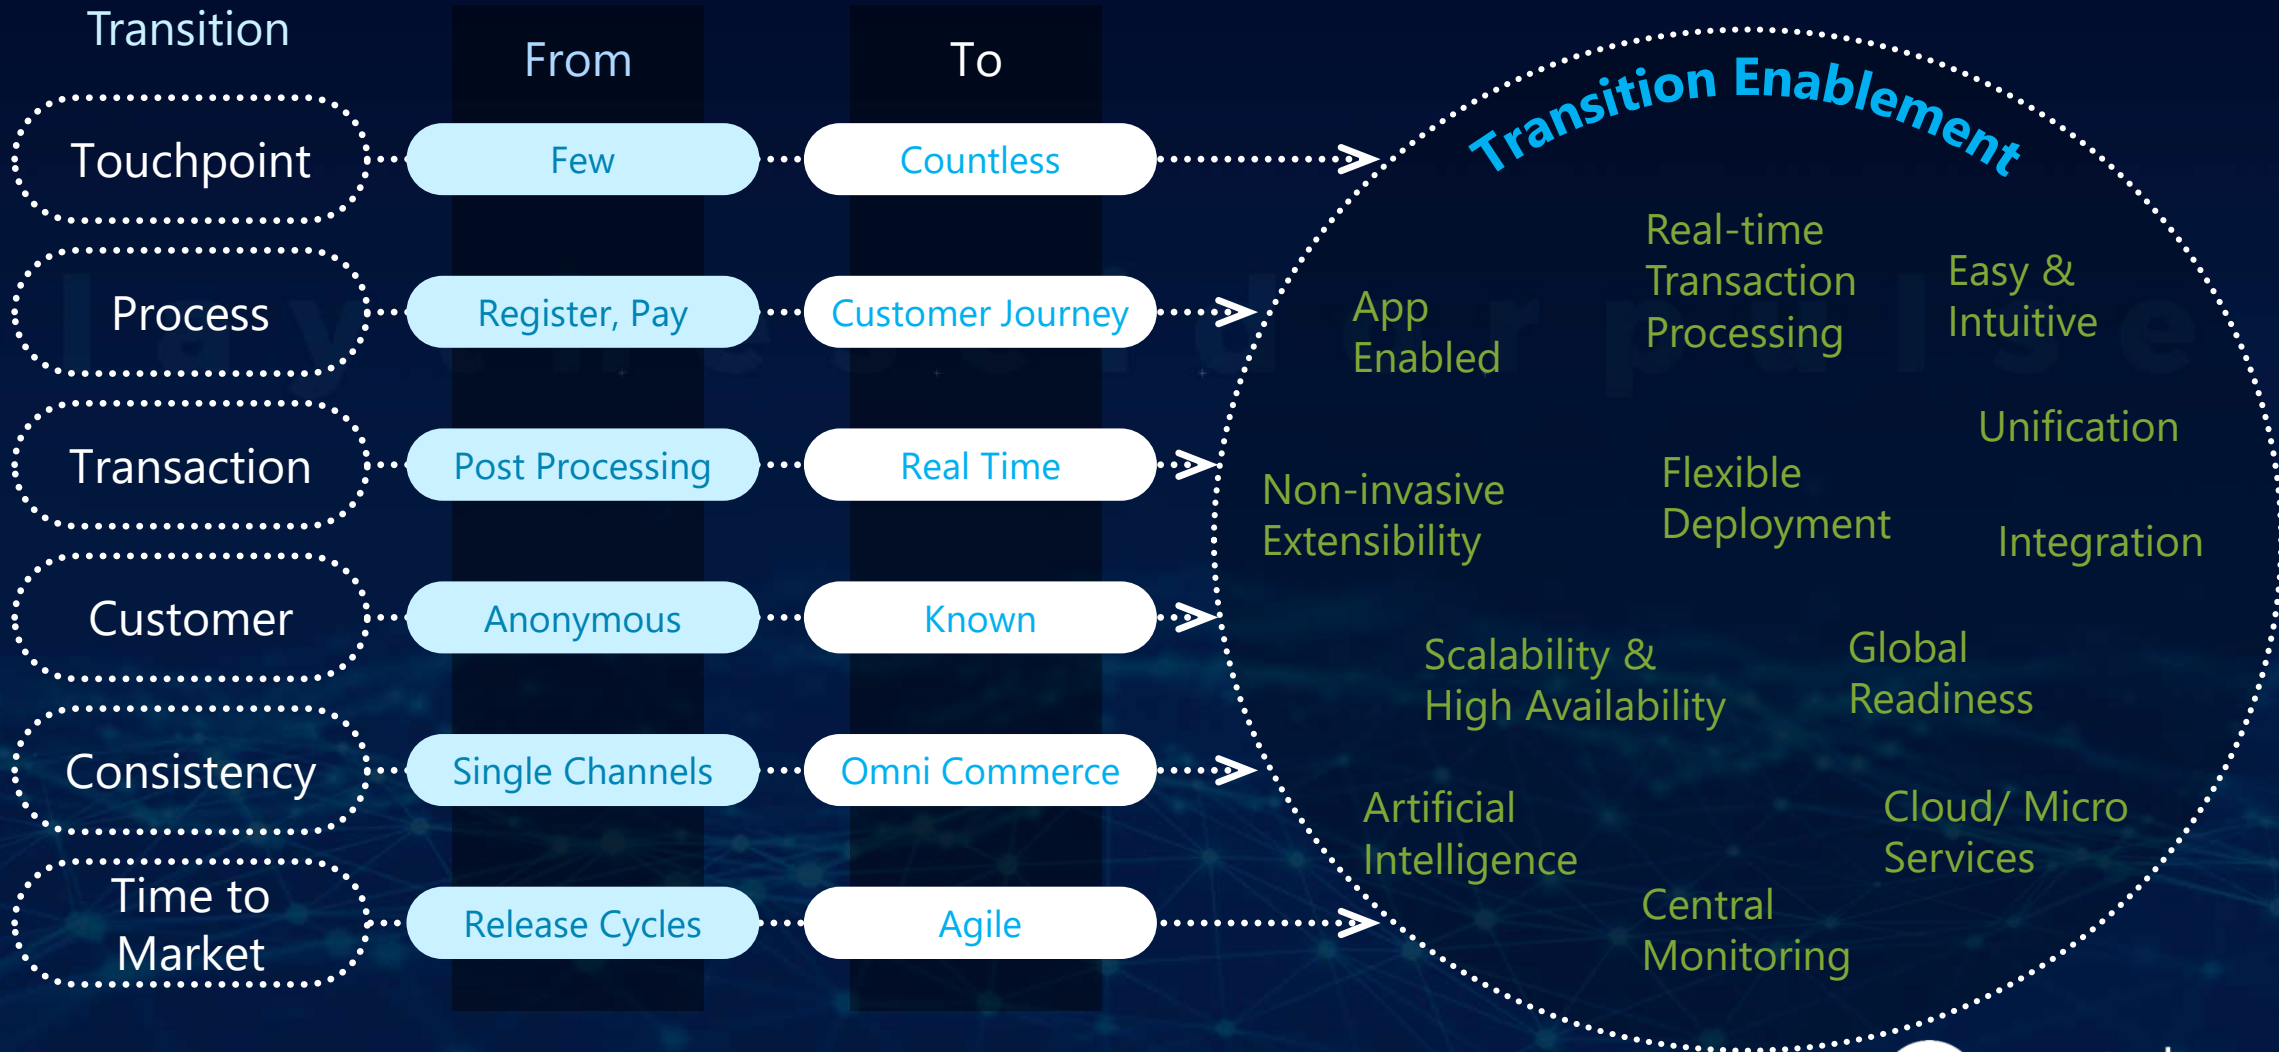 Transition
From
To
Touchpoint
Few
Countless
Process
Register, Pay
Customer Journey
Transaction
Post Processing
Real Time
Customer
Anonymous
Known
Consistency
Single Channels
Omni Commerce
Time to
Market
Release Cycles
Agile
Transition Enablement
Real-time
Transaction
Processing
Easy &
Intuitive
App
Enabled
Unification
Non-invasive
Extensibility
Flexible
Deployment
Integration
Scalability &
High Availability
Global
Readiness
Artificial
Intelligence
Cloud/ Micro
Services
Central
Monitoring